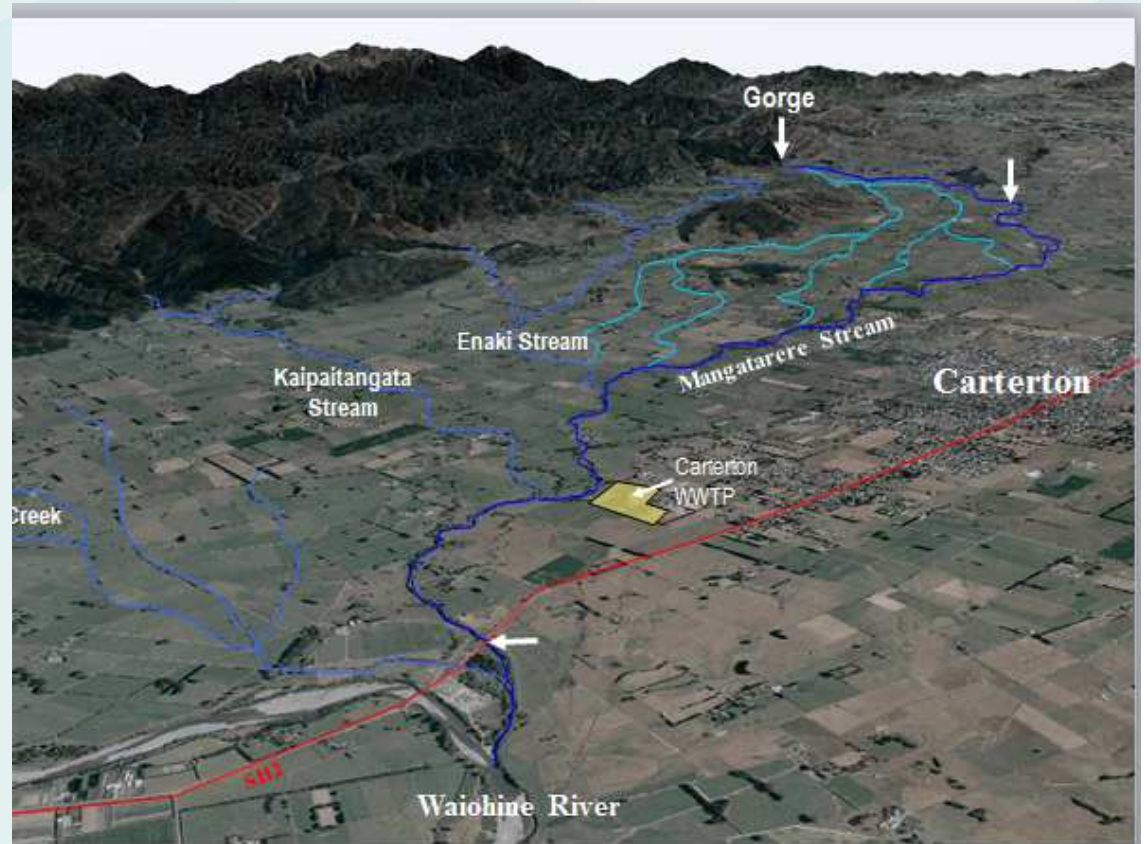 Gorge
Enaki Stream
Mangatarere Stream
Kaipaitangata
Stream
Carterton
Carterton
WWTP
Creek
SH2
Waiohine River